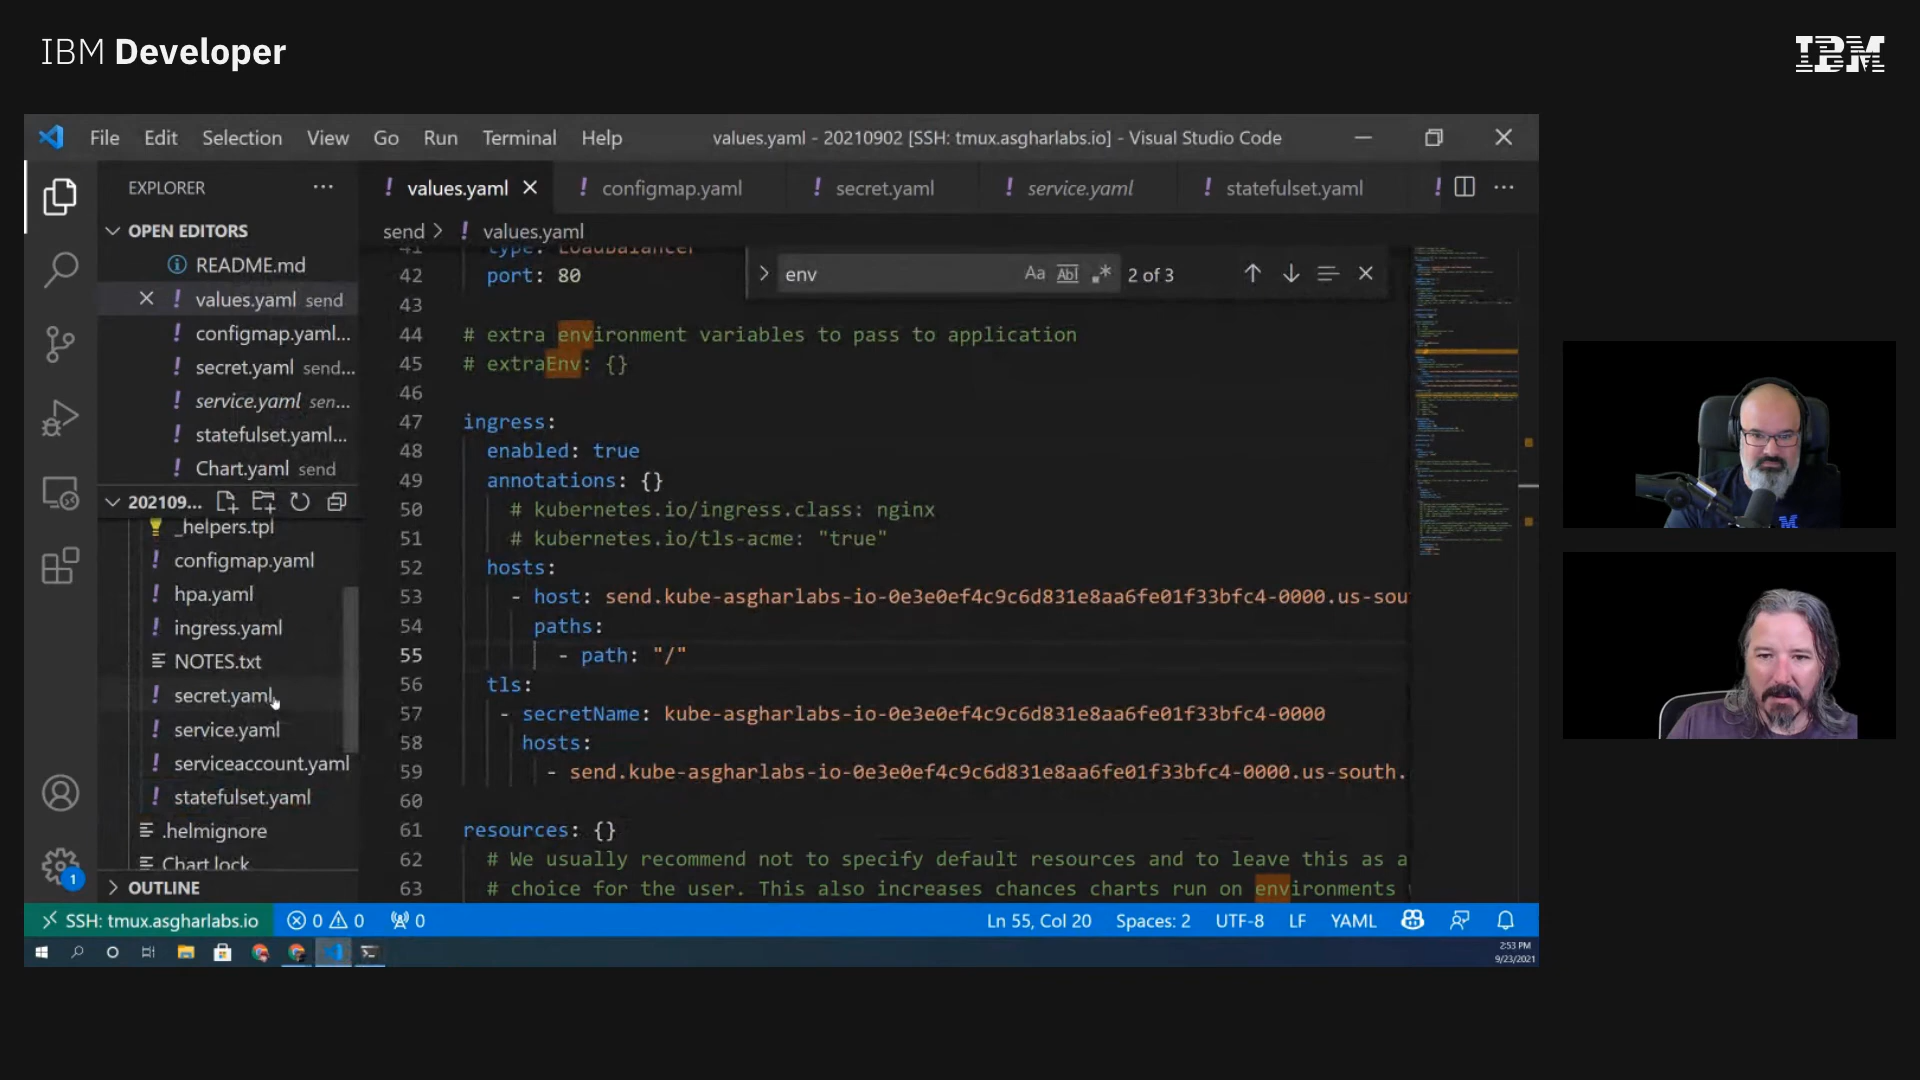 IBM Developer
IBM
File Edit Selection View Go Run Terminal Help
values.yaml - 20210902 [SSH: tmux.asgharlabs.io] - Visual Studio Code
EXPLORER
values.yaml
configmap.yaml
secret.yaml
service.yaml
statefulset.yaml
OPEN EDITORS
README.md
values.yaml send
configmap.yaml...
secret.yaml send...
service.yaml sen...
statefulset.yaml...
Chart.yaml send
202109...
_helpers.tpl
configmap.yaml
hpa.yaml
ingress.yaml
NOTES.txt
secret.yaml
service.yaml
serviceaccount.yaml
statefulset.yaml
.helmignore
Chart.lock
OUTLINE
send > ! values.yaml
env Aa Abl .* 2 of 3
41 type: LoadBalancer
42 port: 80
43
44 # extra environment variables to pass to application
45 # extraEnv: {}
46
47 ingress:
48 enabled: true
49 annotations: {}
50 # kubernetes.io/ingress.class: nginx
51 # kubernetes.io/tls-acme: "true"
52 hosts:
53 - host: send.kube-asgharlabs-io-0e3e0ef4c9c6d831e8aa6fe01f33bfc4-0000.us-sou
54 paths:
55 - path: "/"
56 tls:
57 - secretName: kube-asgharlabs-io-0e3e0ef4c9c6d831e8aa6fe01f33bfc4-0000
58 hosts:
59 - send.kube-asgharlabs-io-0e3e0ef4c9c6d831e8aa6fe01f33bfc4-0000.us-south.
60
61 resources: {}
62 # We usually recommend not to specify default resources and to leave this as a
63 # choice for the user. This also increases chances charts run on environments
1
SSH: tmux.asgharlabs.io 0 0 0
Ln 55, Col 20 Spaces: 2 UTF-8 LF YAML
2:53 PM
9/23/2021